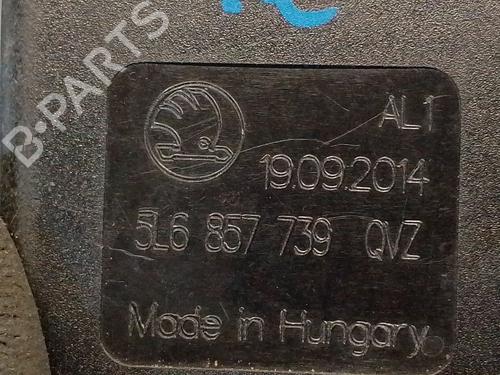 B-PARTS
AL1
19.09.2014
5L6 857 739 QVZ
Made in Hungary